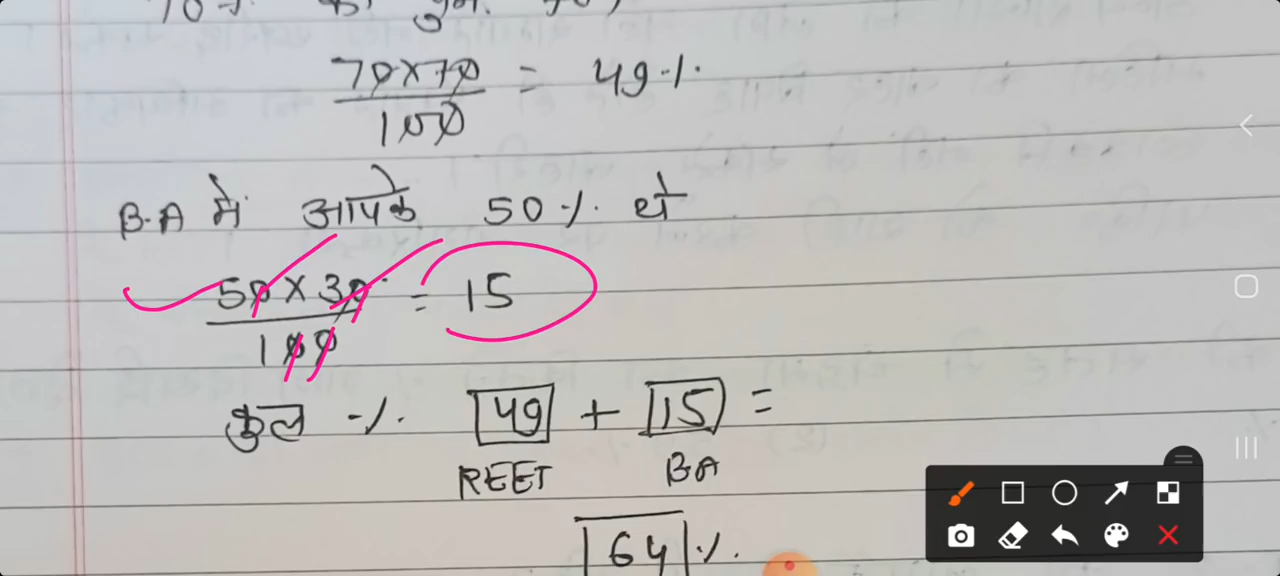 70×70 = 49%
100
B.A में आपके 50% थे
50×30 = 15
100
कुल % 49 + 15 =
REET BA
64%